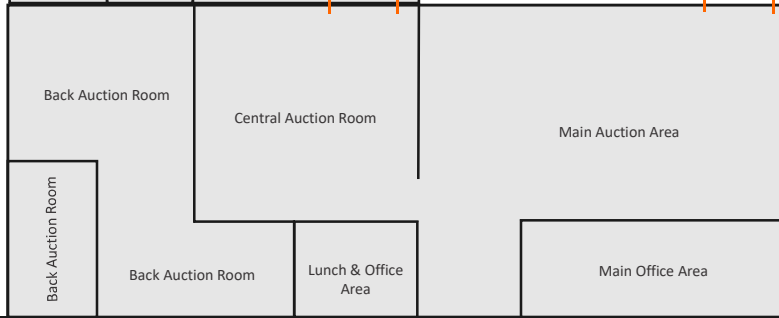 Back Auction Room
Central Auction Room
Main Auction Area
Back Auction Room
Back Auction Room
Lunch & Office
Area
Main Office Area